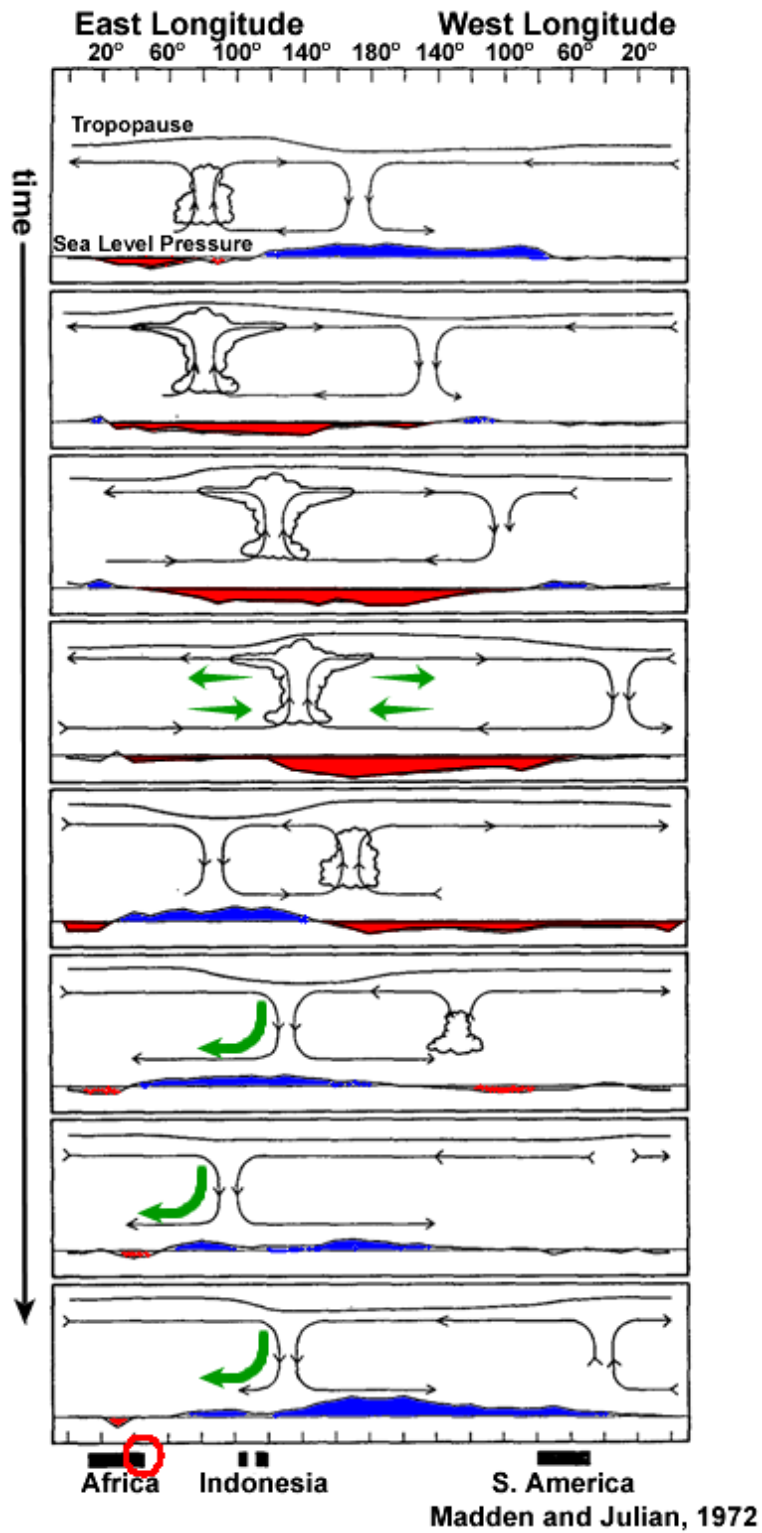 East Longitude West Longitude
20° 60° 100° 140° 180° 140° 100° 60° 20°
Tropopause
time
Sea Level Pressure
Africa Indonesia S. America
Madden and Julian, 1972